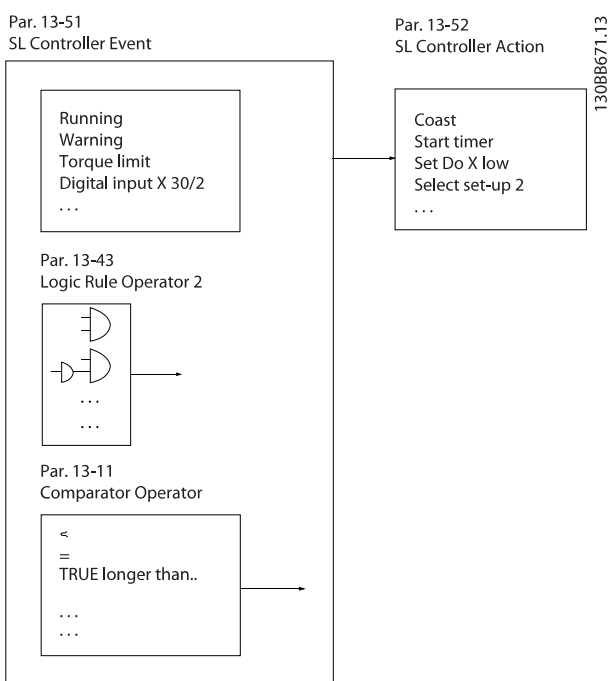 Par. 13-51
SL Controller Event
Par. 13-52
SL Controller Action
130BB671.13
Running
Warning
Torque limit
Digital input X 30/2
. . .
Coast
Start timer
Set Do X low
Select set-up 2
. . .
Par. 13-43
Logic Rule Operator 2
. . .
. . .
Par. 13-11
Comparator Operator
=
TRUE longer than..
. . .
. . .